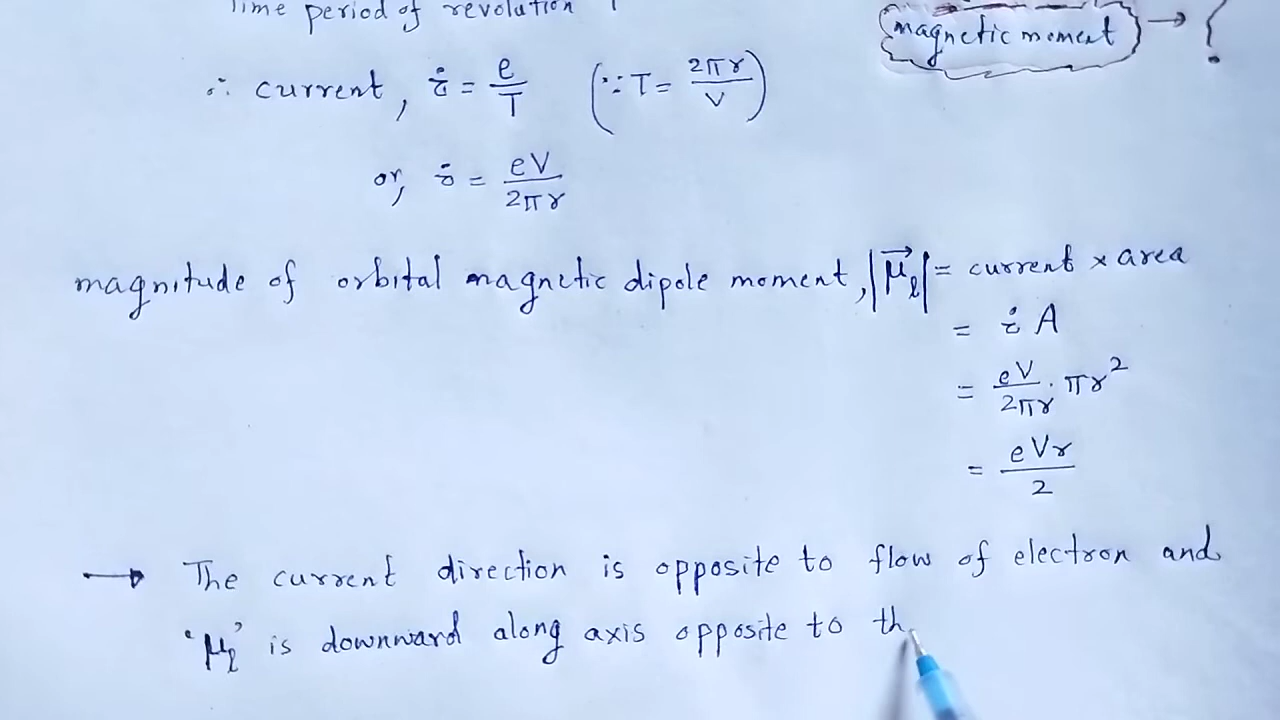 Time period of revolution
magnetic moment → ?
∴ current, i = e/T (∵ T = 2πr/V)
or, i = eV/2πr
magnitude of orbital magnetic dipole moment, |μ⃗l| = current × area
= i A
= eV/2πr . πr²
= eVr/2
→ The current direction is opposite to flow of electron and
'μl' is downward along axis opposite to th